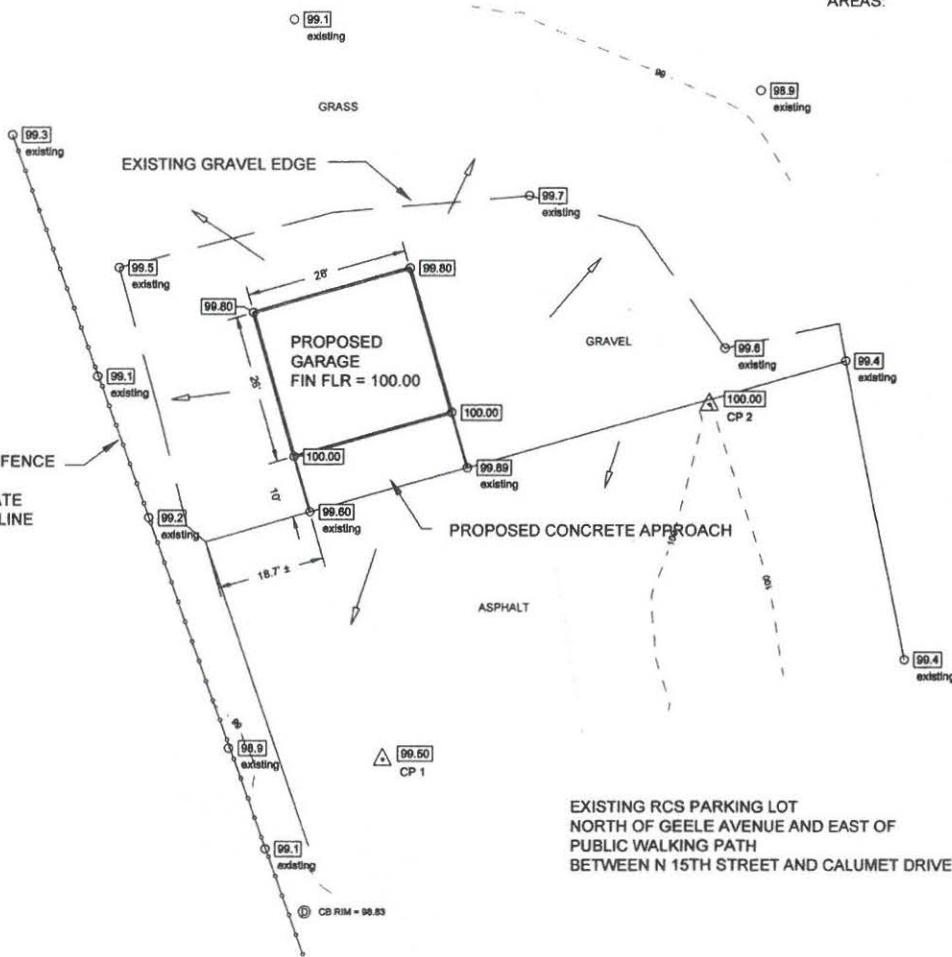 AREAS:
99.1
existing
98
98.9
existing
GRASS
99.3
existing
EXISTING GRAVEL EDGE
99.7
existing
99.5
existing
28'
99.80
99.80
PROPOSED
GARAGE
FIN FLR = 100.00
26'
GRAVEL
99.6
existing
99.4
existing
99.1
existing
100.00
CP 2
100.00
100.00
FENCE
99.89
existing
ATE
LINE
10'
99.60
existing
99.2
existing
PROPOSED CONCRETE APPROACH
18.7' ±
100
ASPHALT
99.4
existing
98.9
existing
99.50
CP 1
EXISTING RCS PARKING LOT
NORTH OF GEELE AVENUE AND EAST OF
PUBLIC WALKING PATH
BETWEEN N 15TH STREET AND CALUMET DRIVE
99.1
existing
D CB RIM = 98.83